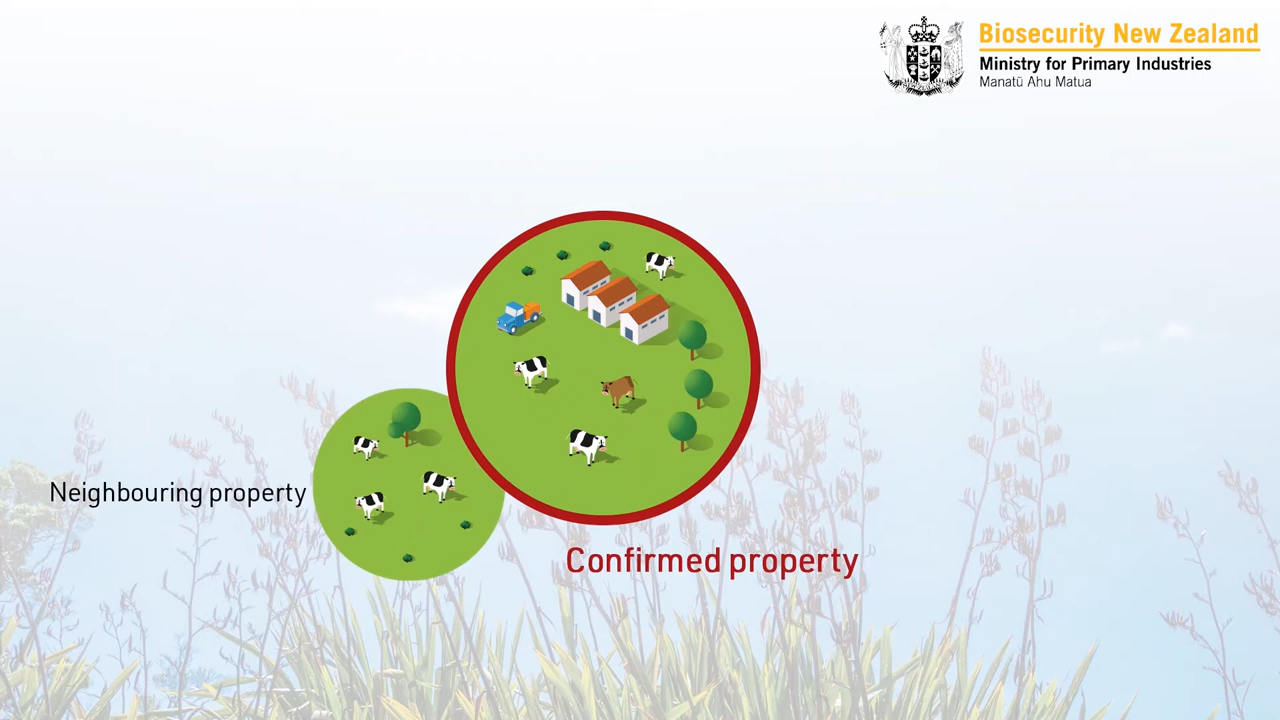 Biosecurity New Zealand
Ministry for Primary Industries
Manatū Ahu Matua
Neighbouring property
Confirmed property